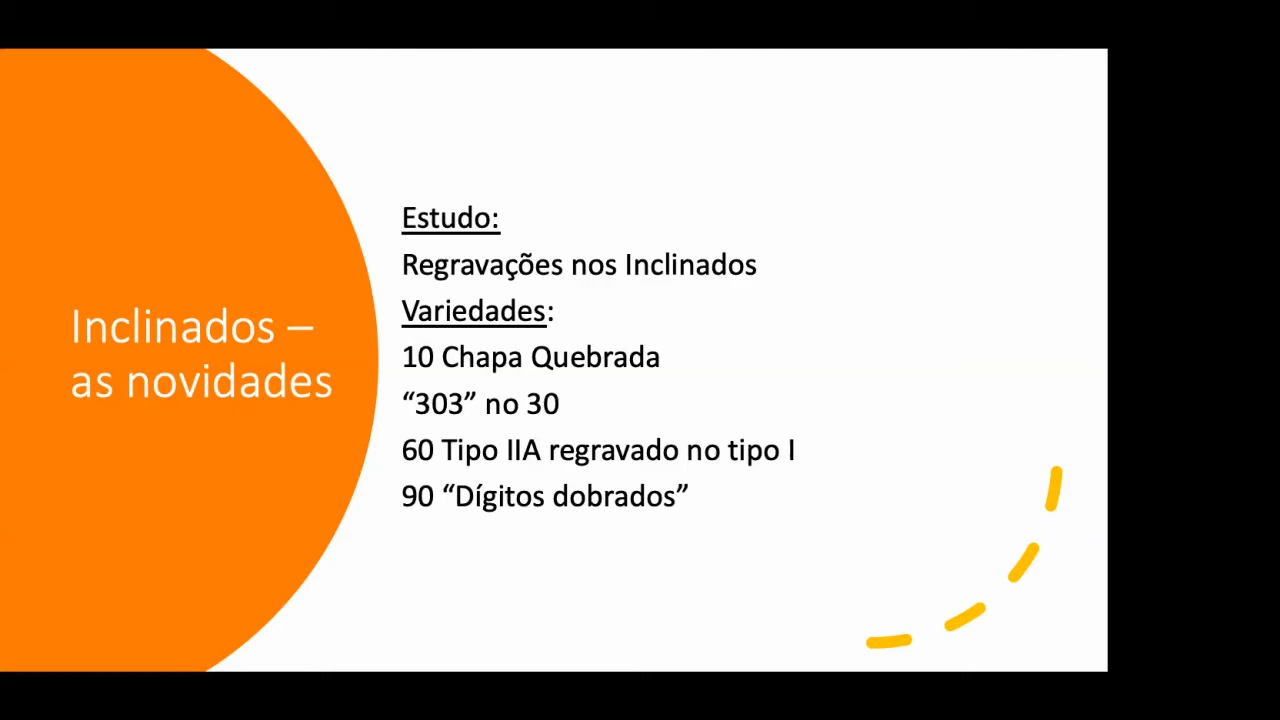 Inclinados –
as novidades
Estudo:
Regravações nos Inclinados
Variedades:
10 Chapa Quebrada
“303” no 30
60 Tipo IIA regravado no tipo I
90 “Dígitos dobrados”